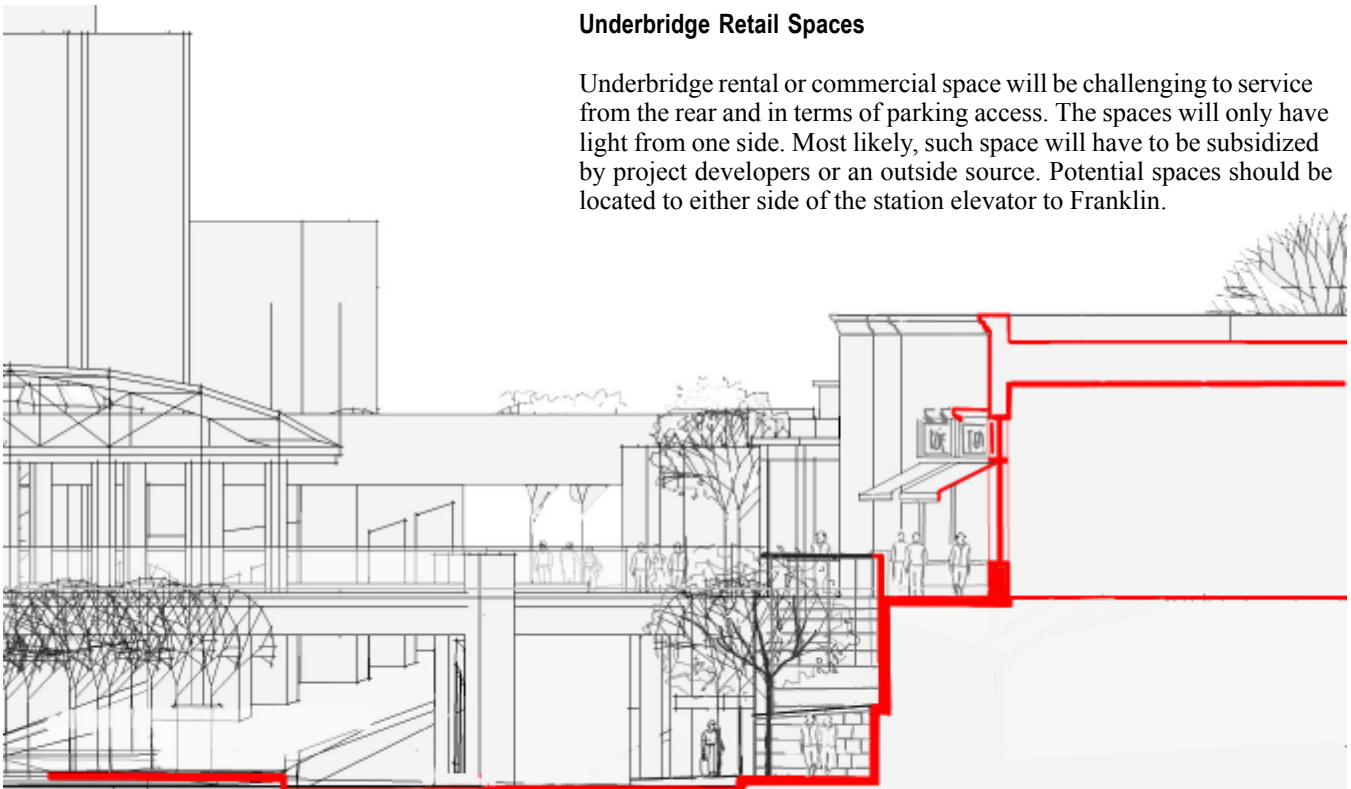 Underbridge Retail Spaces
Underbridge rental or commercial space will be challenging to service
from the rear and in terms of parking access. The spaces will only have
light from one side. Most likely, such space will have to be subsidized
by project developers or an outside source. Potential spaces should be
located to either side of the station elevator to Franklin.